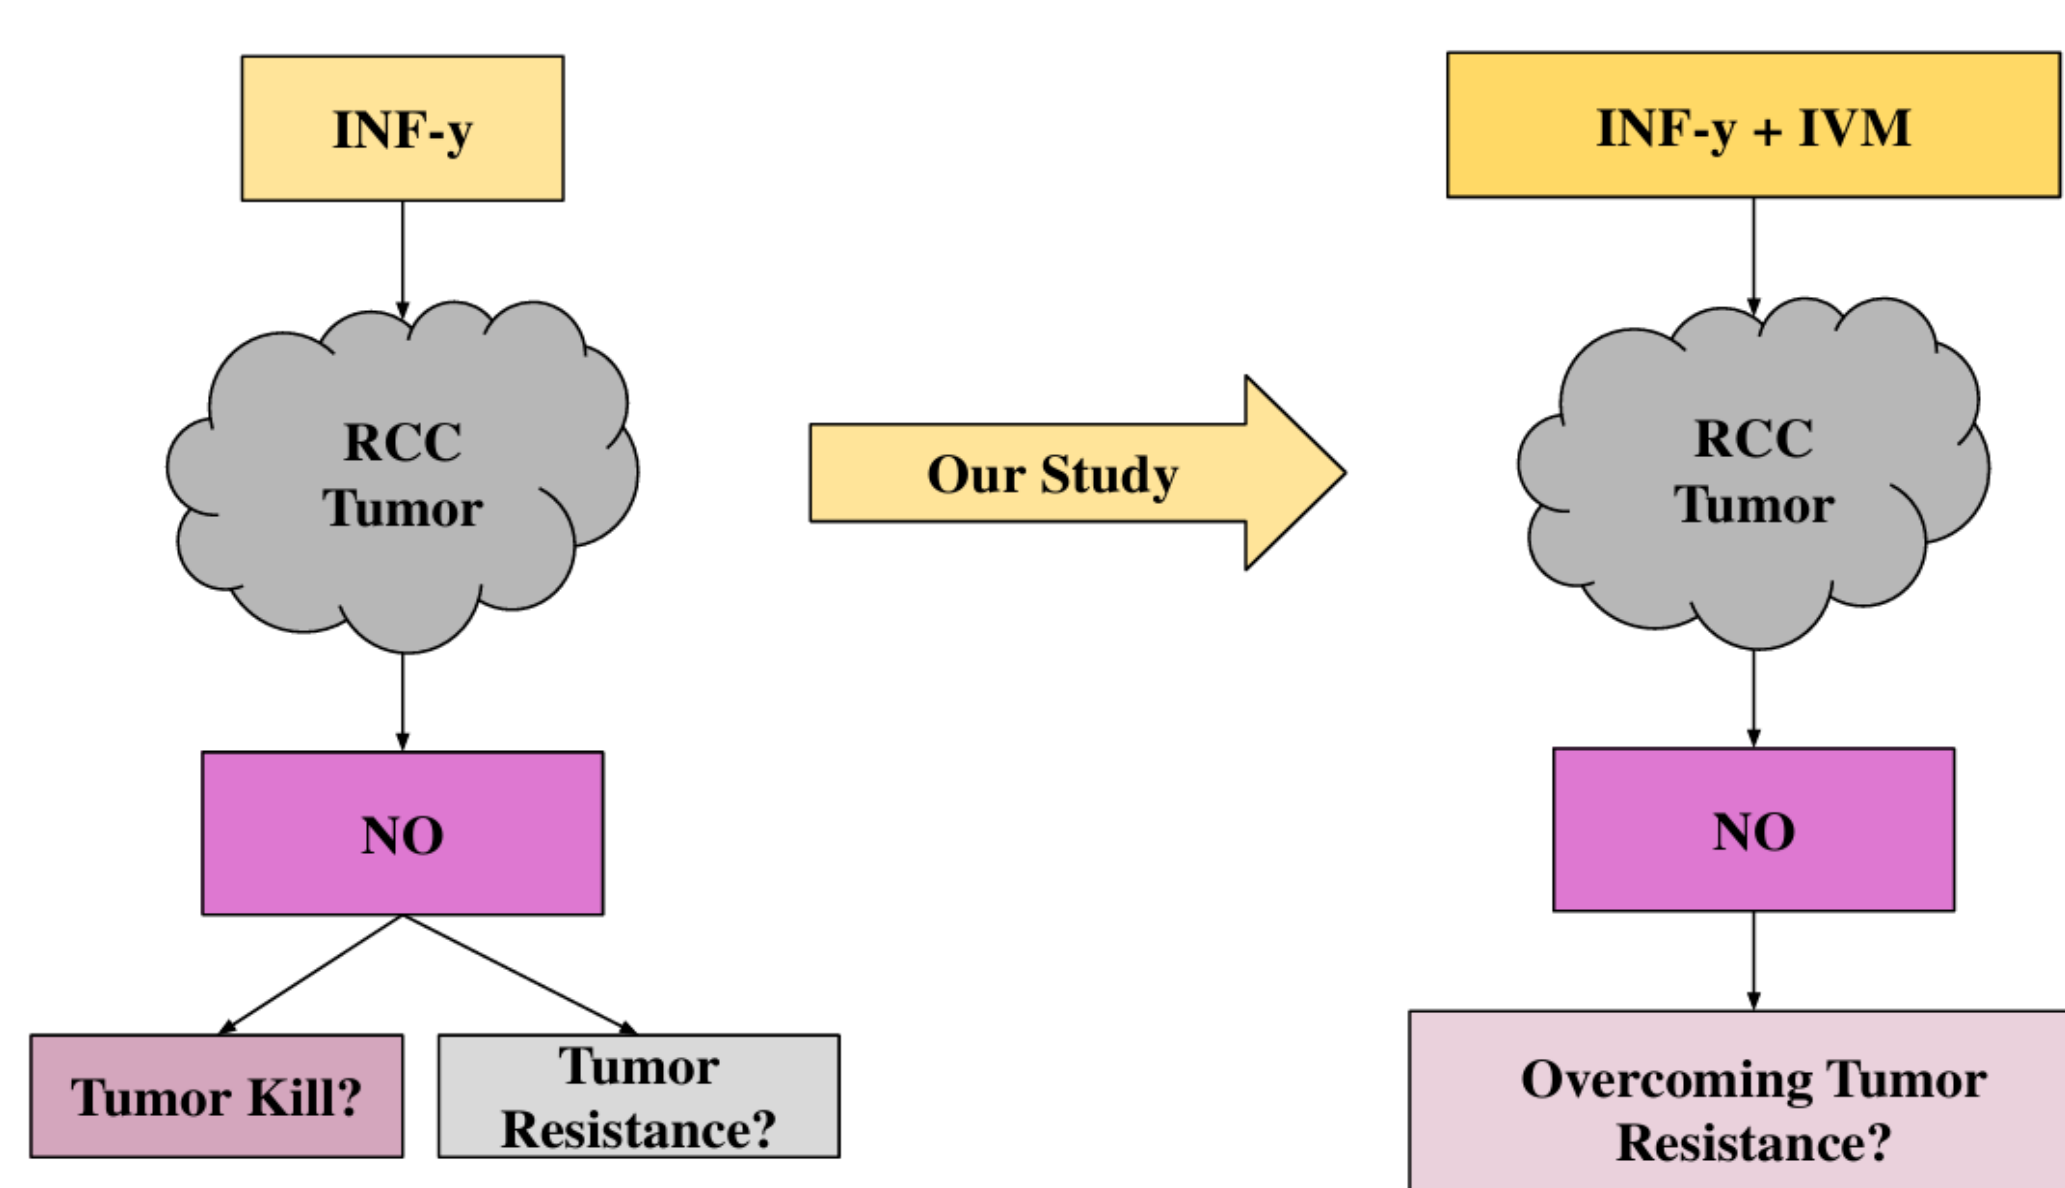 INF-y
RCC
Tumor
NO
Tumor Kill?
Tumor
Resistance?
Our Study
INF-y + IVM
RCC
Tumor
NO
Overcoming Tumor
Resistance?